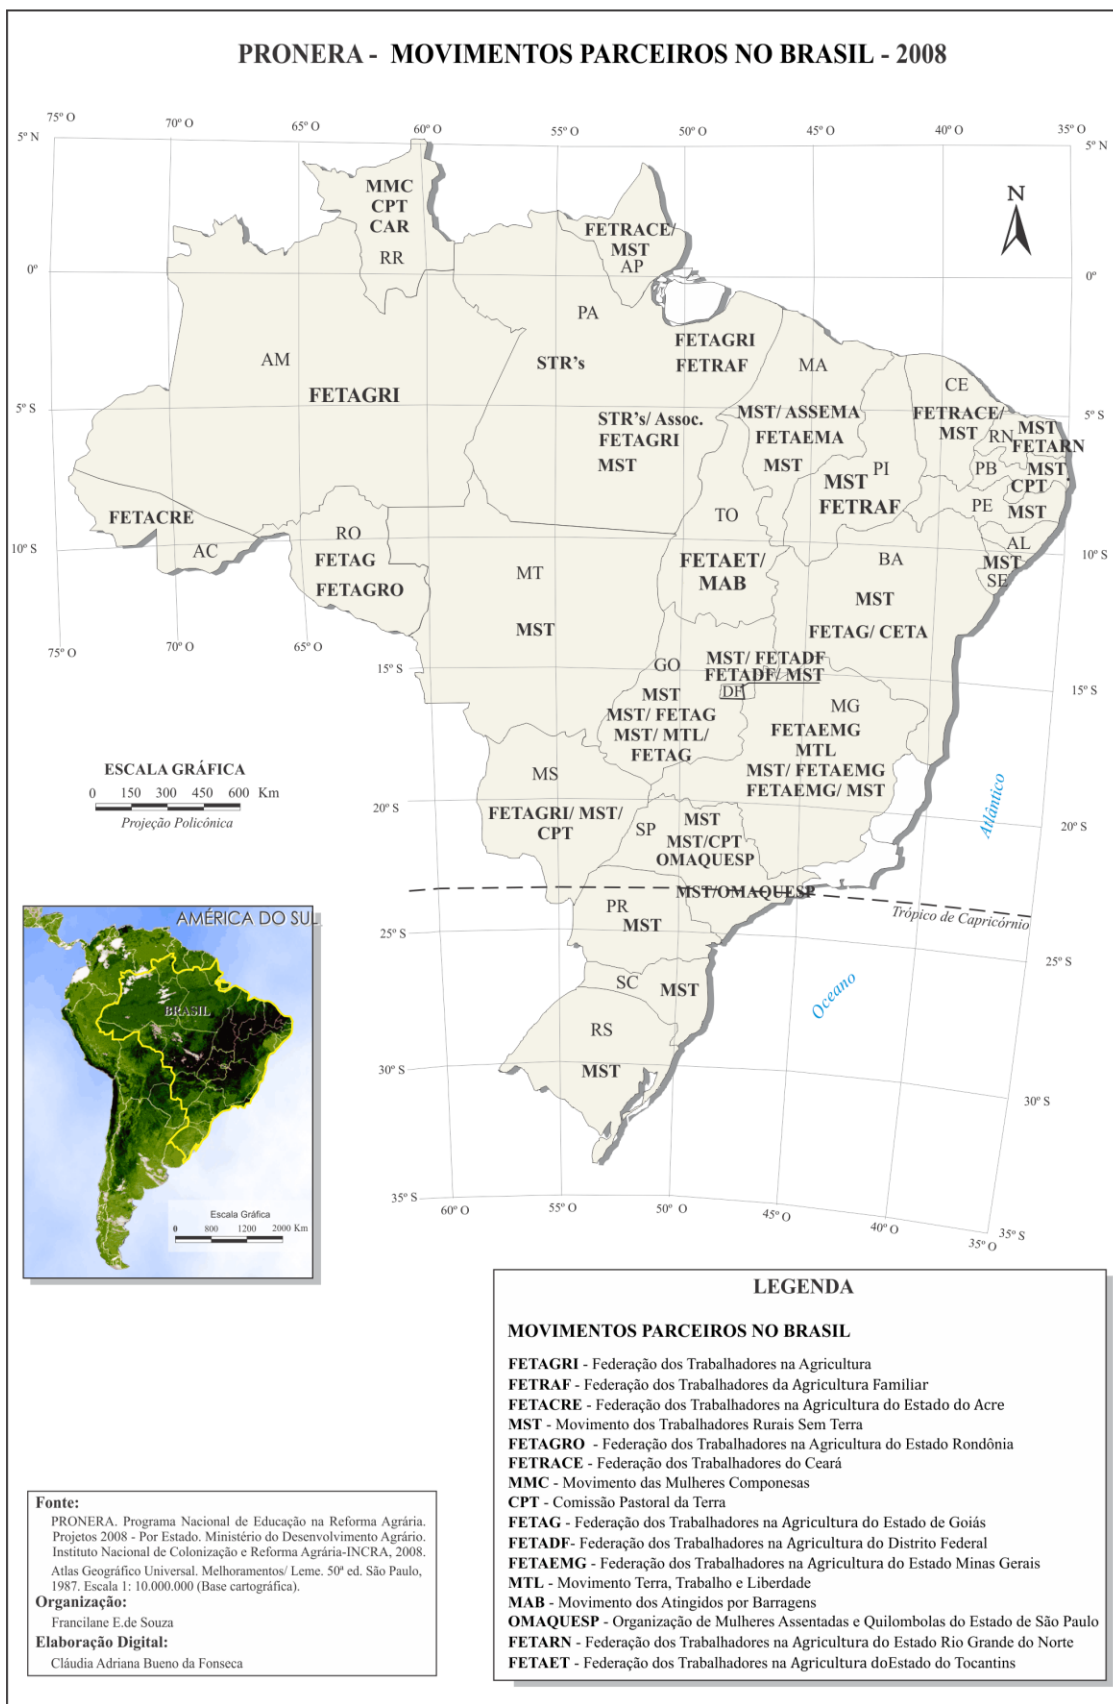 PRONERA - MOVIMENTOS PARCEIROS NO BRASIL - 2008
75º O
70º O
65º O
60º O
55º O
50º O
45º O
40º O
35º O
5º N
5º N
N
MMC
CPT
CAR
RR
FETRACE/
MST
AP
0º
0º
PA
AM
STR's
FETAGRI
FETRAF
MA
CE
FETAGRI
5º S
5º S
STR's/ Assoc.
FETAGRI
MST
MST/ ASSEMA
FETAEMA
MST
FETRACE/
MST
MST
RN
FETARN
PI
MST
FETRAF
PB
MST
CPT
PE
MST
TO
FETACRE
AC
RO
FETAG
FETAGRO
10º S
10º S
AL
MST
SE
FETAET/
MAB
MT
MST
BA
MST
FETAG/ CETA
75º O
70º O
65º O
15º S
15º S
GO
MST/ FETADF
FETADF/ MST
DF
MST
MST/ FETAG
MST/ MTL/
FETAG
MG
FETAEMG
MTL
MST/ FETAEMG
FETAEMG/ MST
ESCALA GRÁFICA
0 150 300 450 600 Km
Projeção Policônica
MS
FETAGRI/ MST/
CPT
20º S
20º S
SP
MST
MST/CPT
OMAQUESP
MST/OMAQUESP
Atlántico
Trópico de Capricórnio
PR
MST
25º S
25º S
Oceano
SC
MST
RS
MST
30º S
30º S
35º S
35º S
60º O
55º O
50º O
45º O
40º O
35º O
AMÉRICA DO SUL
BRASIL
Escala Gráfica
0 800 1200 2000 Km
LEGENDA
MOVIMENTOS PARCEIROS NO BRASIL
FETAGRI - Federação dos Trabalhadores na Agricultura
FETRAF - Federação dos Trabalhadores da Agricultura Familiar
FETACRE - Federação dos Trabalhadores na Agricultura do Estado do Acre
MST - Movimento dos Trabalhadores Rurais Sem Terra
FETAGRO - Federação dos Trabalhadores na Agricultura do Estado Rondônia
FETRACE - Federação dos Trabalhadores do Ceará
MMC - Movimento das Mulheres Componesas
CPT - Comissão Pastoral da Terra
FETAG - Federação dos Trabalhadores na Agricultura do Estado de Goiás
FETADF- Federação dos Trabalhadores na Agricultura do Distrito Federal
FETAEMG - Federação dos Trabalhadores na Agricultura do Estado Minas Gerais
MTL - Movimento Terra, Trabalho e Liberdade
MAB - Movimento dos Atingidos por Barragens
OMAQUESP - Organização de Mulheres Assentadas e Quilombolas do Estado de São Paulo
FETARN - Federação dos Trabalhadores na Agricultura do Estado Rio Grande do Norte
FETAET - Federação dos Trabalhadores na Agricultura doEstado do Tocantins
Fonte:
PRONERA. Programa Nacional de Educação na Reforma Agrária.
Projetos 2008 - Por Estado. Ministério do Desenvolvimento Agrário.
Instituto Nacional de Colonização e Reforma Agrária-INCRA, 2008.
Atlas Geográfico Universal. Melhoramentos/ Leme. 50ª ed. São Paulo,
1987. Escala 1: 10.000.000 (Base cartográfica).
Organização:
Francilane E.de Souza
Elaboração Digital:
Cláudia Adriana Bueno da Fonseca